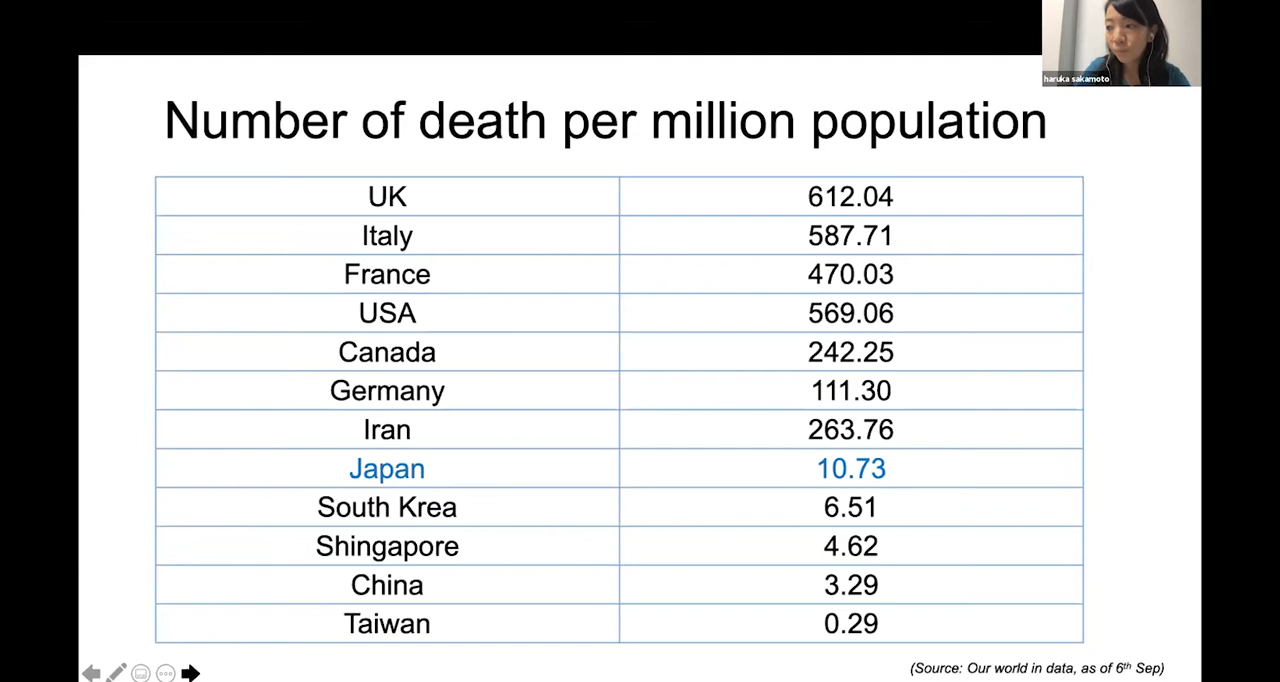 haruka sakamoto
Number of death per million population
UK 612.04
Italy 587.71
France 470.03
USA 569.06
Canada 242.25
Germany 111.30
Iran 263.76
Japan 10.73
South Krea 6.51
Shingapore 4.62
China 3.29
Taiwan 0.29
(Source: Our world in data, as of 6th Sep)